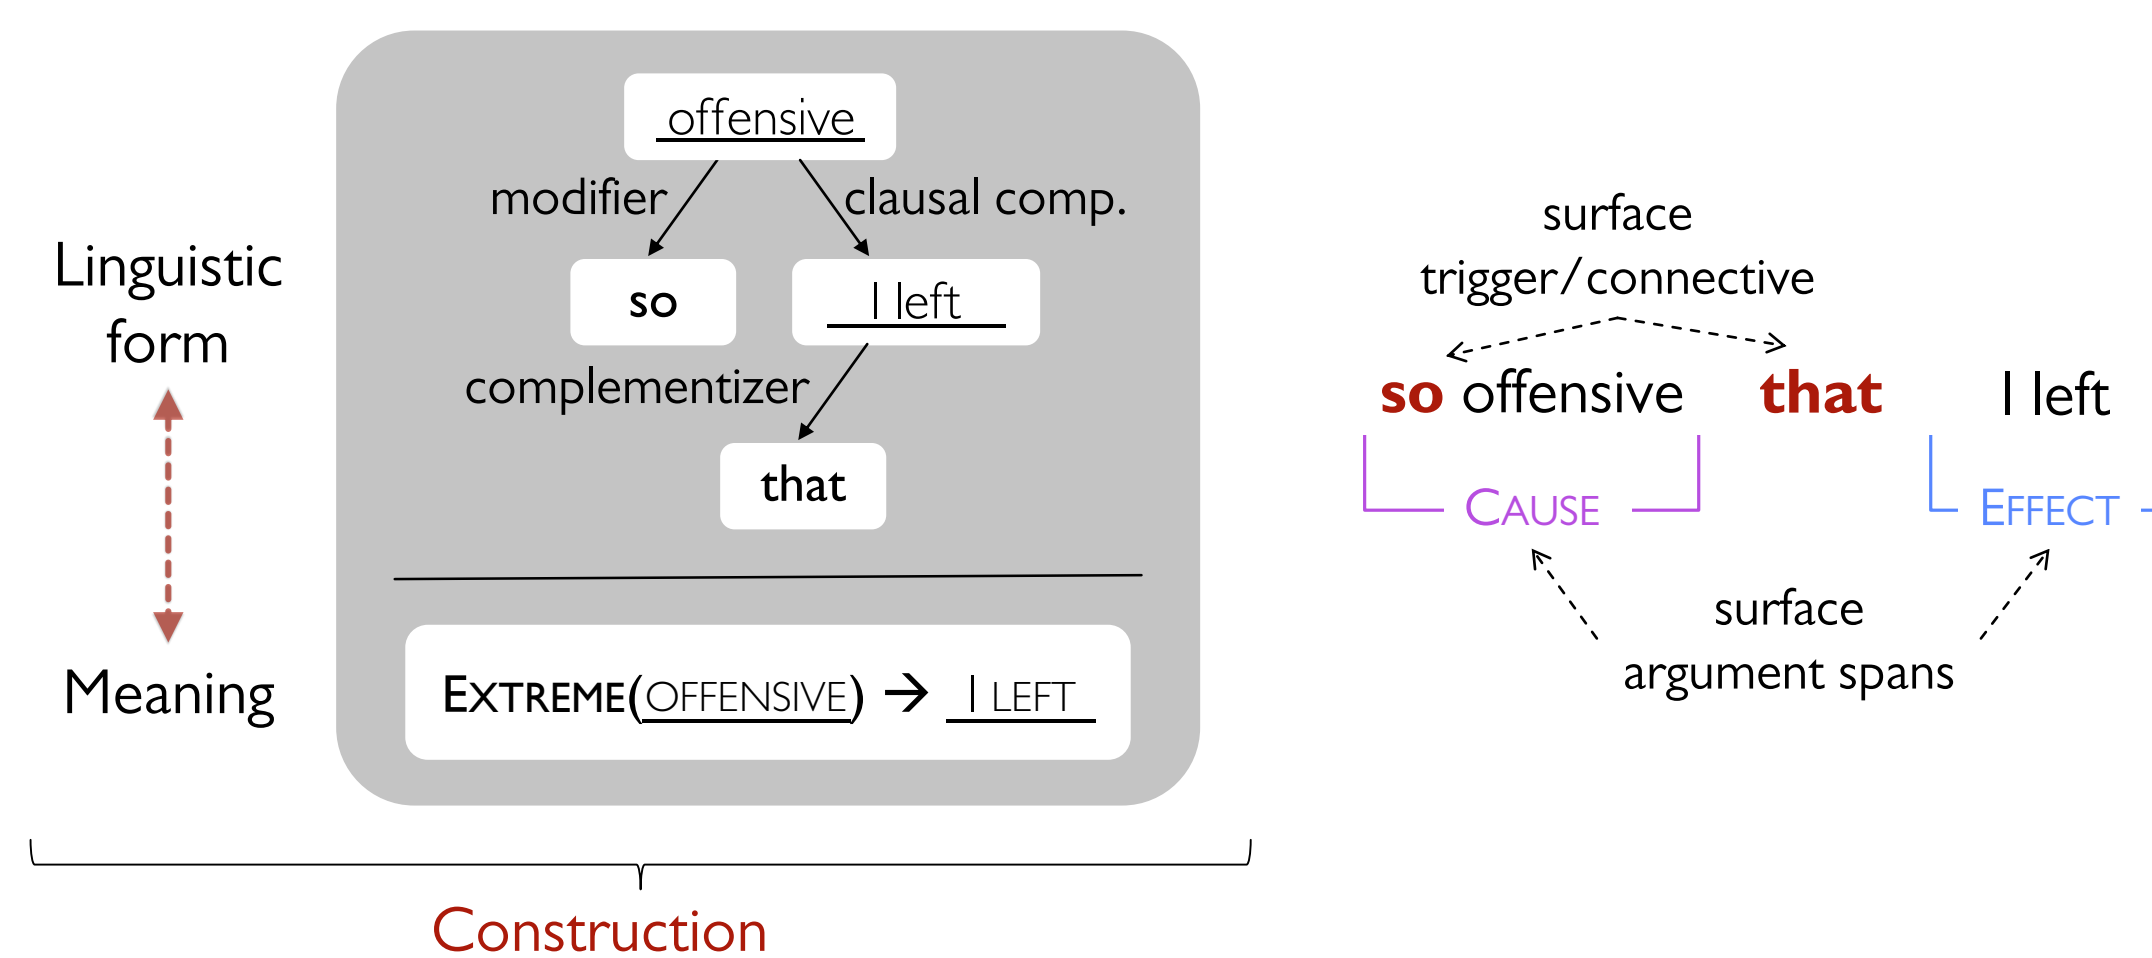 Linguistic
form
Meaning
offensive
modifier
clausal comp.
so
I left
complementizer
that
EXTREME(OFFENSIVE) → I LEFT
Construction
surface
trigger/connective
so offensive that I left
CAUSE
EFFECT
surface
argument spans